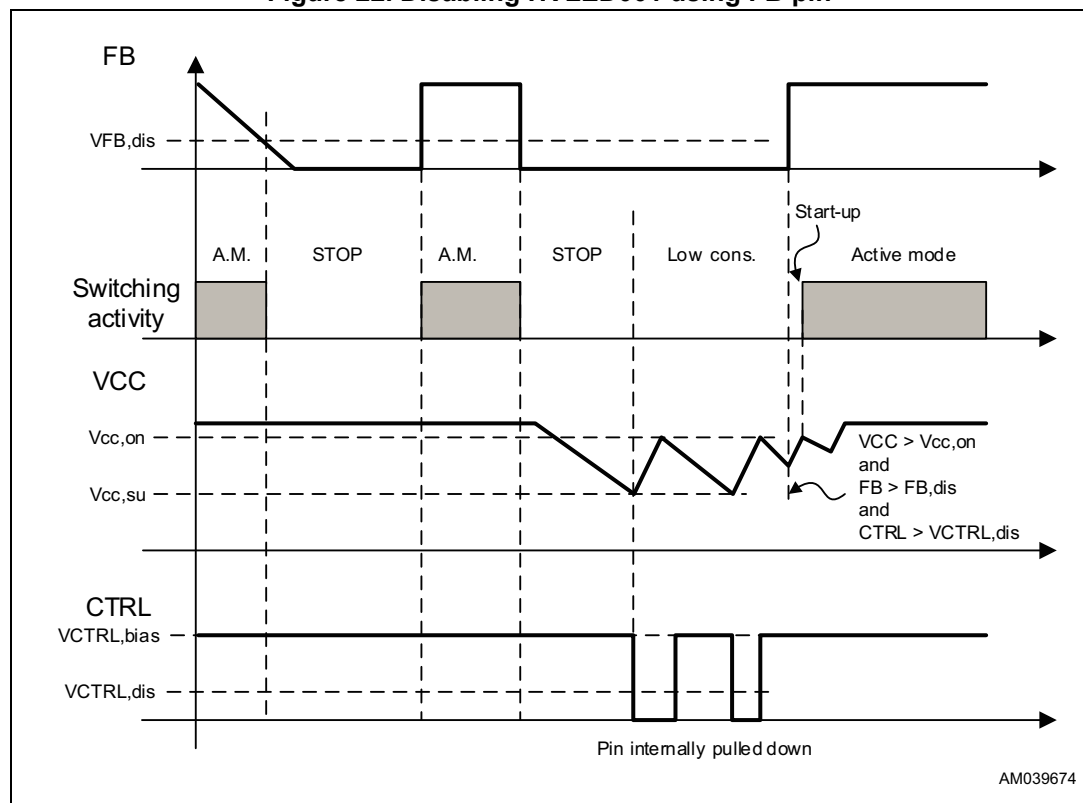 FB
VFB,dis
Start-up
A.M.
STOP
A.M.
STOP
Low cons.
Active mode
Switching
activity
VCC
Vcc,on
Vcc,su
VCC > Vcc,on
and
FB > FB,dis
and
CTRL > VCTRL,dis
CTRL
VCTRL,bias
VCTRL,dis
Pin internally pulled down
AM039674